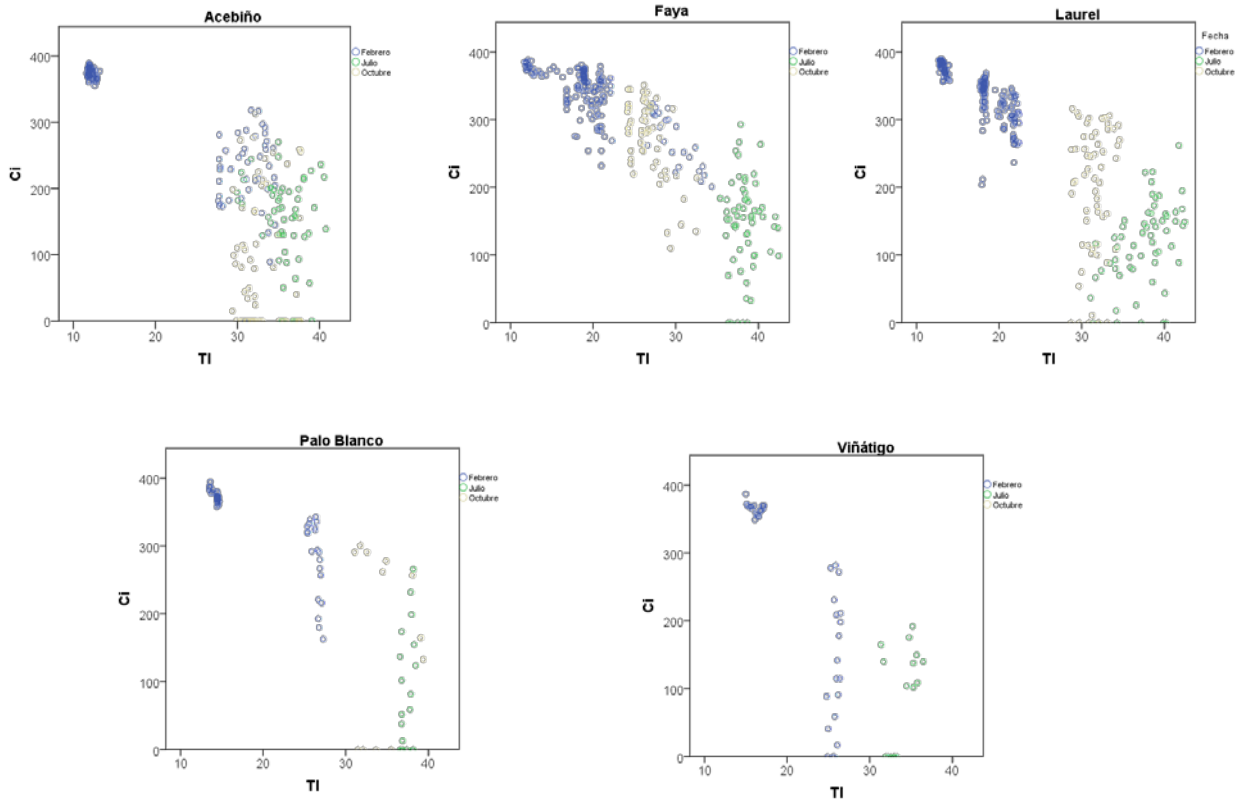 Acebiño
Ci
400
300
200
100
0
10 20 30 40
TI
Febrero
Julio
Octubre
Faya
Ci
400
300
200
100
0
10 20 30 40
TI
Febrero
Julio
Octubre
Laurel
Ci
400
300
200
100
0
10 20 30 40
TI
Fecha
Febrero
Julio
Octubre
Palo Blanco
Ci
400
300
200
100
0
10 20 30 40
TI
Febrero
Julio
Octubre
Viñátigo
Ci
400
300
200
100
0
10 20 30 40
TI
Febrero
Julio
Octubre